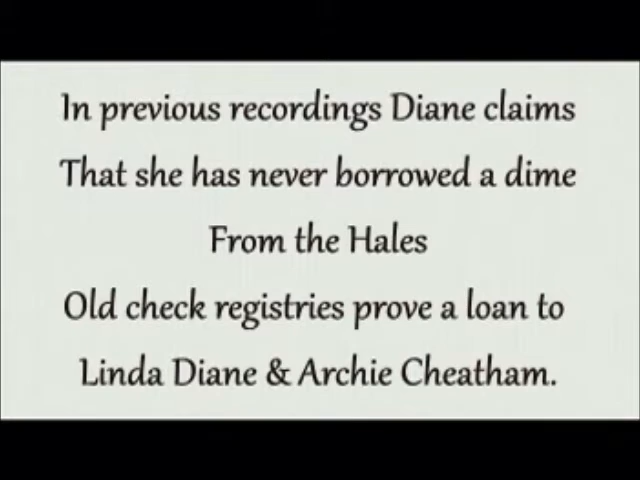 In previous recordings Diane claims
That she has never borrowed a dime
From the Hales
Old check registries prove a loan to
Linda Diane & Archie Cheatham.